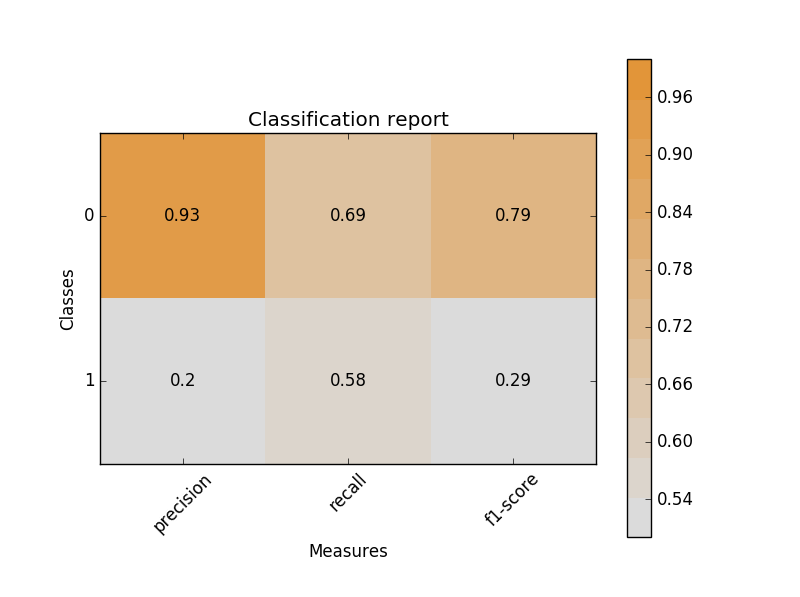 Classification report
0 0.93 0.69 0.79
1 0.2 0.58 0.29
Classes
precision recall f1-score
Measures
0.96
0.90
0.84
0.78
0.72
0.66
0.60
0.54